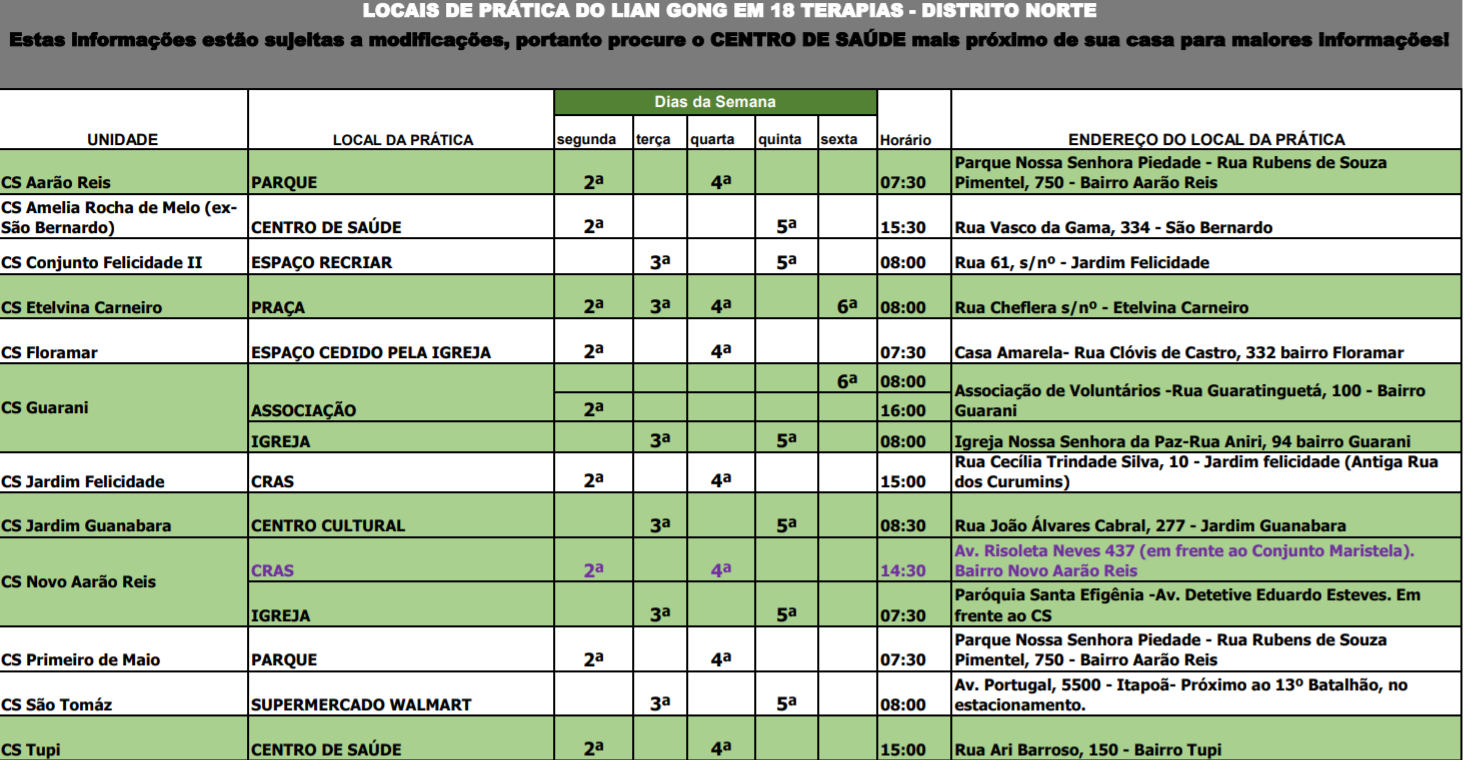 LOCAIS DE PRÁTICA DO LIAN GONG EM 18 TERAPIAS - DISTRITO NORTE
Estas informações estão sujeitas a modificações, portanto procure o CENTRO DE SAÚDE mais próximo de sua casa para maiores informações!
Dias da Semana
UNIDADE LOCAL DA PRÁTICA segunda terça quarta quinta sexta Horário ENDEREÇO DO LOCAL DA PRÁTICA
CS Aarão Reis PARQUE 2ª 4ª 07:30 Parque Nossa Senhora Piedade - Rua Rubens de Souza
Pimentel, 750 - Bairro Aarão Reis
CS Amelia Rocha de Melo (ex-
São Bernardo) CENTRO DE SAÚDE 2ª 5ª 15:30 Rua Vasco da Gama, 334 - São Bernardo
CS Conjunto Felicidade II ESPAÇO RECRIAR 3ª 5ª 08:00 Rua 61, s/nº - Jardim Felicidade
CS Etelvina Carneiro PRAÇA 2ª 3ª 4ª 6ª 08:00 Rua Cheflera s/nº - Etelvina Carneiro
CS Floramar ESPAÇO CEDIDO PELA IGREJA 2ª 4ª 07:30 Casa Amarela- Rua Clóvis de Castro, 332 bairro Floramar
CS Guarani ASSOCIAÇÃO 6ª 08:00 Associação de Voluntários -Rua Guaratinguetá, 100 - Bairro
Guarani
2ª 16:00
IGREJA 3ª 5ª 08:00 Igreja Nossa Senhora da Paz-Rua Aniri, 94 bairro Guarani
CS Jardim Felicidade CRAS 2ª 4ª 15:00 Rua Cecília Trindade Silva, 10 - Jardim felicidade (Antiga Rua
dos Curumins)
CS Jardim Guanabara CENTRO CULTURAL 3ª 5ª 08:30 Rua João Álvares Cabral, 277 - Jardim Guanabara
CS Novo Aarão Reis CRAS 2ª 4ª 14:30 Av. Risoleta Neves 437 (em frente ao Conjunto Maristela).
Bairro Novo Aarão Reis
IGREJA 3ª 5ª 07:30 Paróquia Santa Efigênia -Av. Detetive Eduardo Esteves. Em
frente ao CS
CS Primeiro de Maio PARQUE 2ª 4ª 07:30 Parque Nossa Senhora Piedade - Rua Rubens de Souza
Pimentel, 750 - Bairro Aarão Reis
CS São Tomáz SUPERMERCADO WALMART 3ª 5ª 08:00 Av. Portugal, 5500 - Itapoã- Próximo ao 13º Batalhão, no
estacionamento.
CS Tupi CENTRO DE SAÚDE 2ª 4ª 15:00 Rua Ari Barroso, 150 - Bairro Tupi